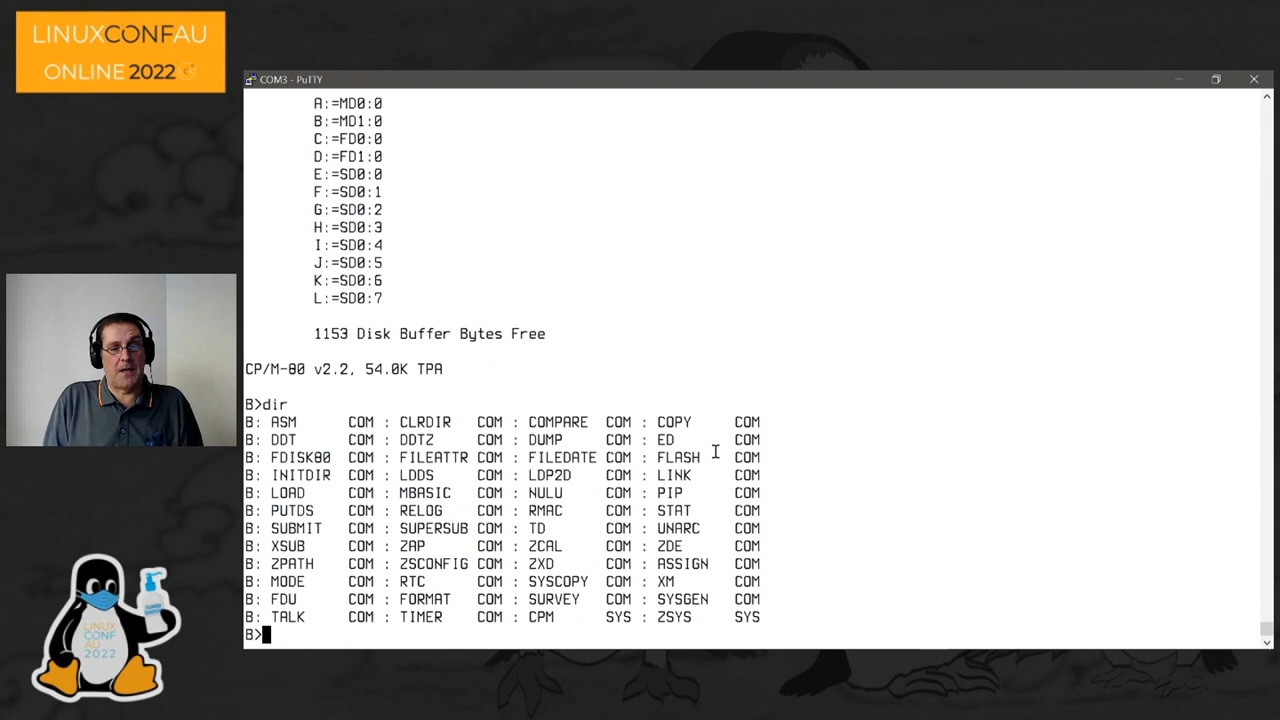 LINUXCONFAU
ONLINE 2022
COM3 - PuTTY
A:=MD0:0
B:=MD1:0
C:=FD0:0
D:=FD1:0
E:=SD0:0
F:=SD0:1
G:=SD0:2
H:=SD0:3
I:=SD0:4
J:=SD0:5
K:=SD0:6
L:=SD0:7
1153 Disk Buffer Bytes Free
CP/M-80 v2.2, 54.0K TPA
B>dir
B: ASM COM : CLRDIR COM : COMPARE COM : COPY COM
B: DDT COM : DDTZ COM : DUMP COM : ED COM
B: FDISK80 COM : FILEATTR COM : FILEDATE COM : FLASH COM
B: INITDIR COM : LDDS COM : LDP2D COM : LINK COM
B: LOAD COM : MBASIC COM : NULU COM : PIP COM
B: PUTDS COM : RELOG COM : RMAC COM : STAT COM
B: SUBMIT COM : SUPERSUB COM : TD COM : UNARC COM
B: XSUB COM : ZAP COM : ZCAL COM : ZDE COM
B: ZPATH COM : ZSCONFIG COM : ZXD COM : ASSIGN COM
B: MODE COM : RTC COM : SYSCOPY COM : XM COM
B: FDU COM : FORMAT COM : SURVEY COM : SYSGEN COM
B: TALK COM : TIMER COM : CPM SYS : ZSYS SYS
B>
LINUX
CONF
AU
2022